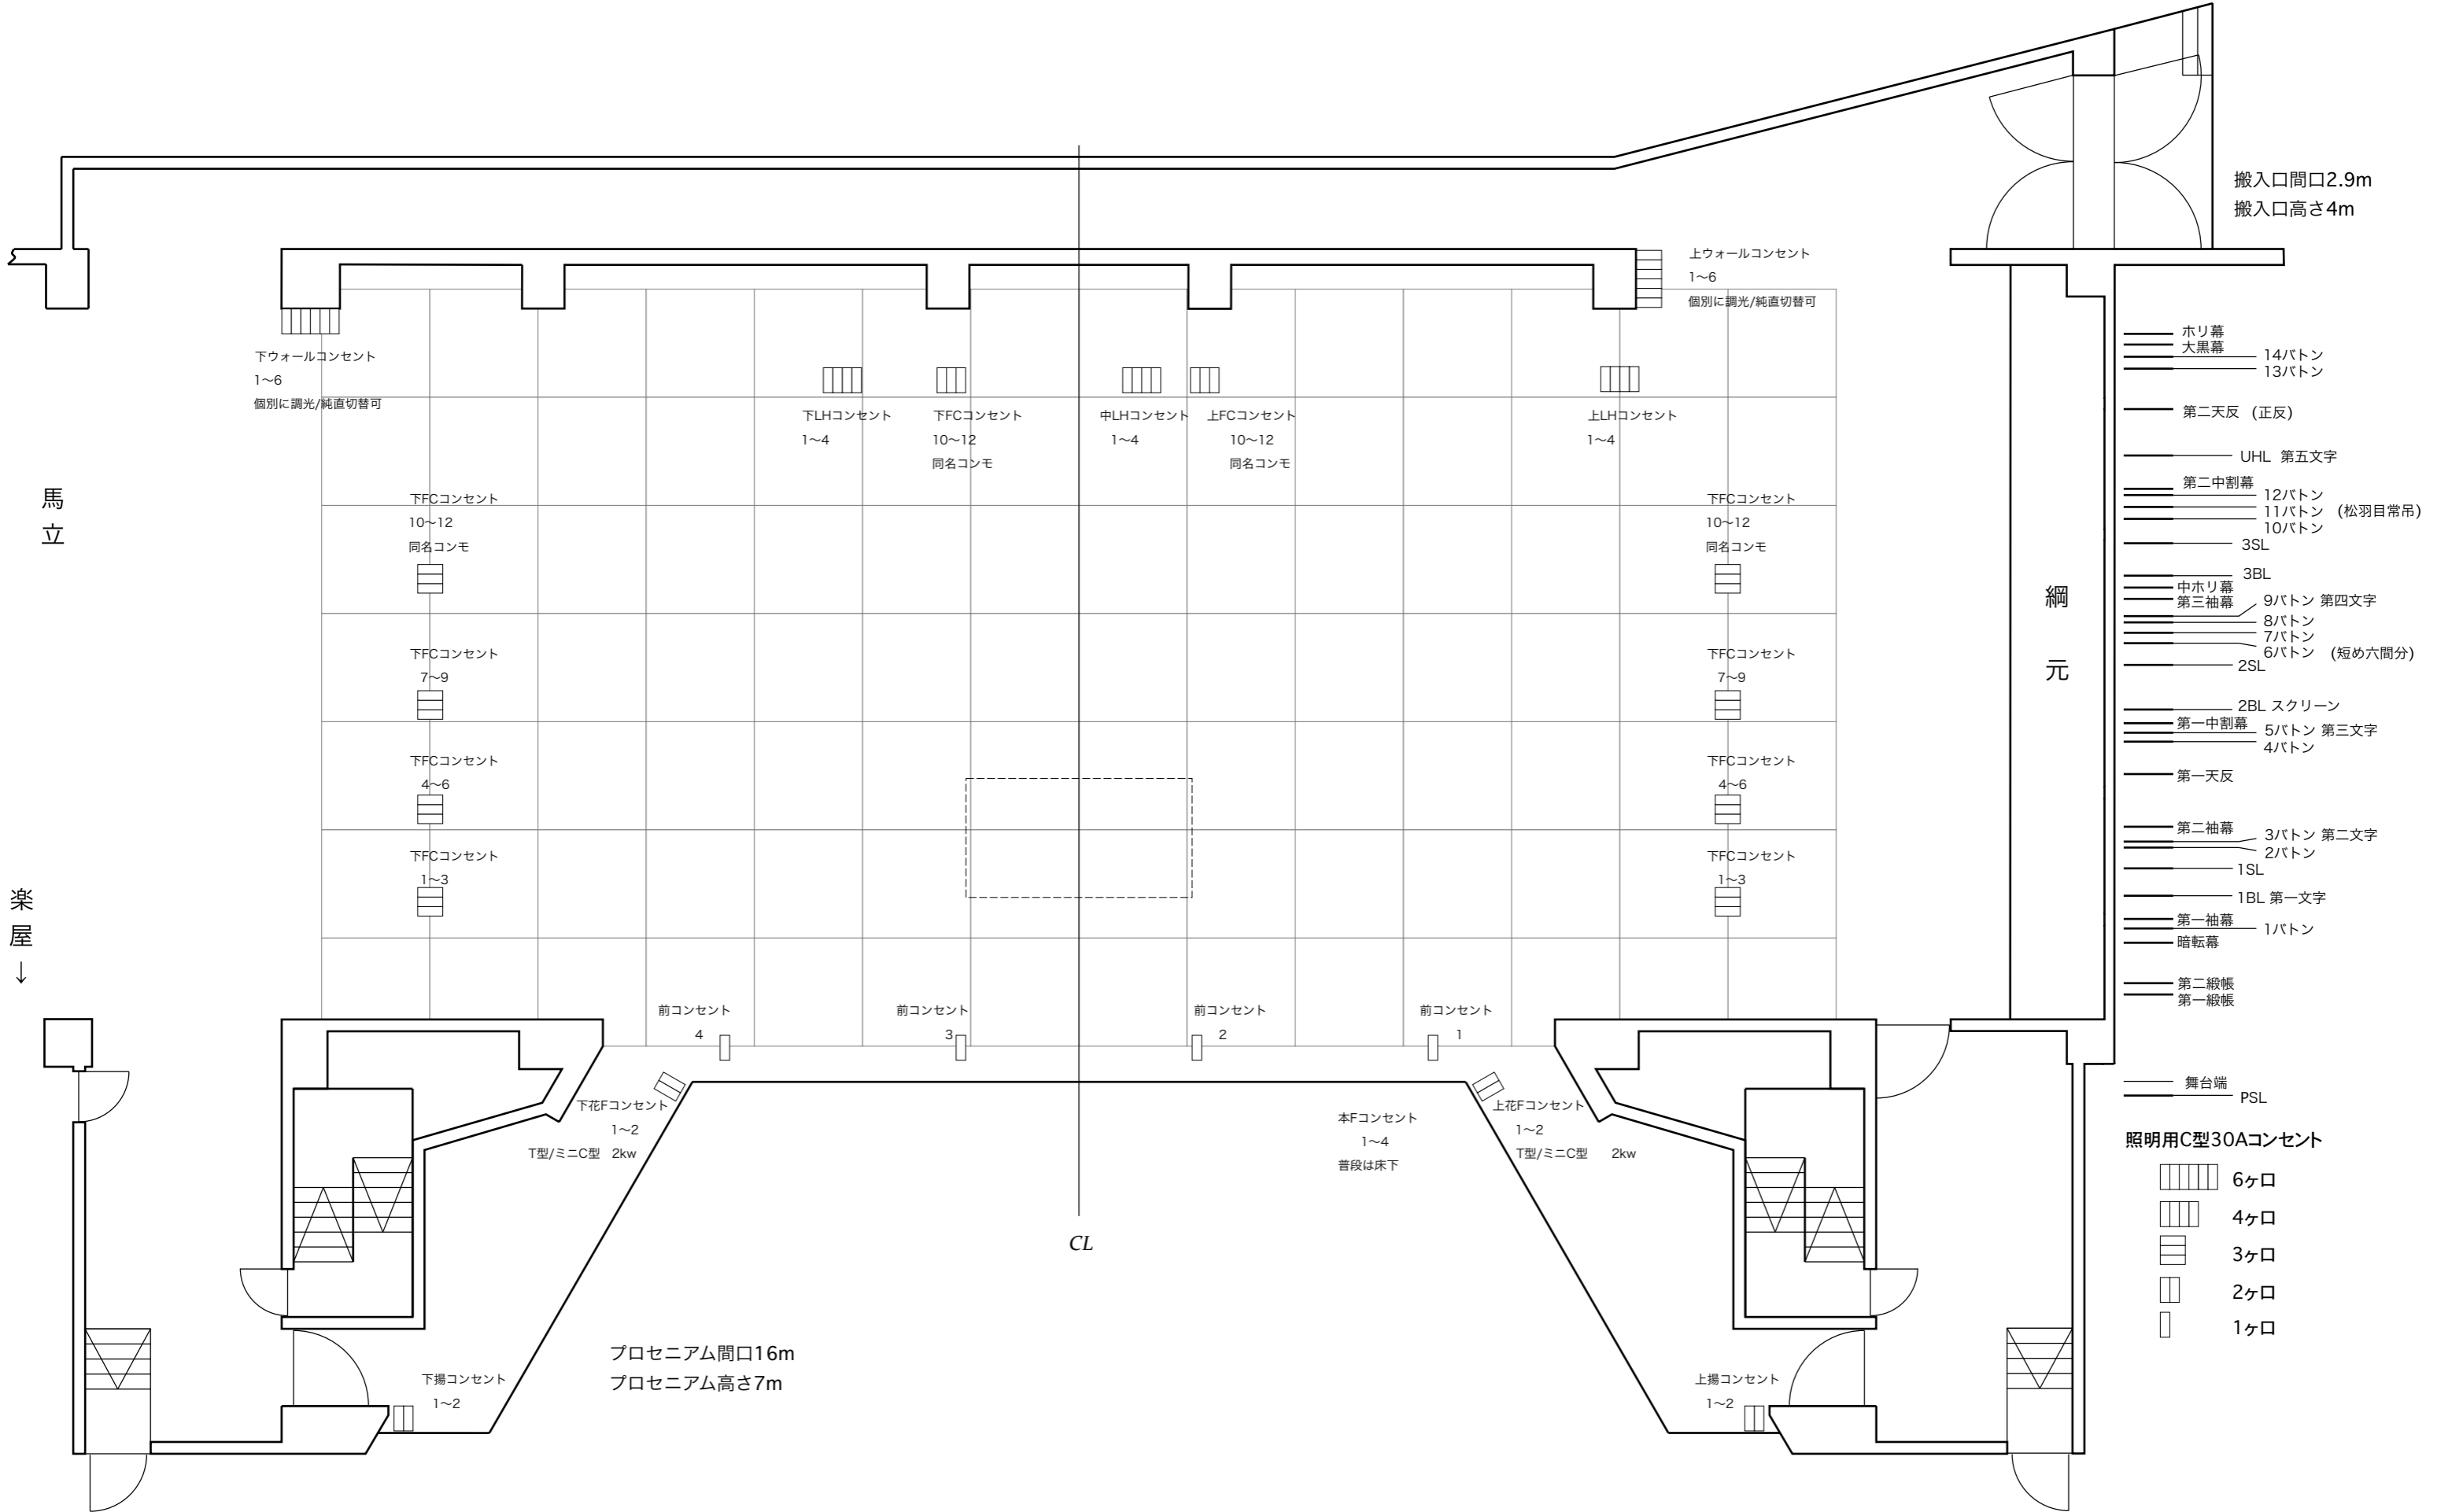 搬入口間口2.9m
搬入口高さ4m
上ウォールコンセント
1〜6
個別に調光/純直切替可
下ウォールコンセント
1〜6
個別に調光/純直切替可
下LHコンセント
1〜4
下FCコンセント
10〜12
同名コンモ
中LHコンセント
1〜4
上FCコンセント
10〜12
同名コンモ
上LHコンセント
1〜4
馬立
下FCコンセント
10〜12
同名コンモ
下FCコンセント
10〜12
同名コンモ
下FCコンセント
7〜9
下FCコンセント
7〜9
下FCコンセント
4〜6
下FCコンセント
4〜6
下FCコンセント
1〜3
下FCコンセント
1〜3
楽屋↓
綱元
前コンセント
4
前コンセント
3
前コンセント
2
前コンセント
1
下花Fコンセント
1〜2
T型/ミニC型 2kw
本Fコンセント
1〜4
普段は床下
上花Fコンセント
1〜2
T型/ミニC型 2kw
CL
プロセニアム間口16m
プロセニアム高さ7m
下揚コンセント
1〜2
上揚コンセント
1〜2
ホリ幕
大黒幕
14バトン
13バトン
第二天反 (正反)
UHL 第五文字
第二中割幕
12バトン
11バトン (松羽目常吊)
10バトン
3SL
3BL
中ホリ幕
第三袖幕
9バトン 第四文字
8バトン
7バトン
6バトン (短め六間分)
2SL
2BL スクリーン
第一中割幕
5バトン 第三文字
4バトン
第一天反
第二袖幕
3バトン 第二文字
2バトン
1SL
1BL 第一文字
第一袖幕
1バトン
暗転幕
第二緞帳
第一緞帳
舞台端
PSL
照明用C型30Aコンセント
6ヶ口
4ヶ口
3ヶ口
2ヶ口
1ヶ口